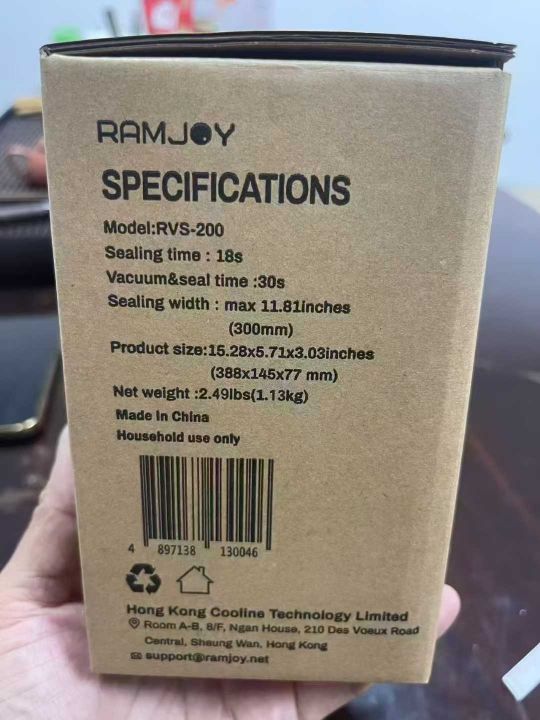 RAMJOY
SPECIFICATIONS
Model:RVS-200
Sealing time : 18s
Vacuum&seal time :30s
Sealing width : max 11.81inches
(300mm)
Product size:15.28x5.71x3.03inches
(388x145x77 mm)
Net weight :2.49lbs(1.13kg)
Made In China
Household use only
4 897138 130046
Hong Kong Cooline Technology Limited
Room A-B, 8/F, Ngan House, 210 Des Voeux Road
Central, Sheung Wan, Hong Kong
support@ramjoy.net